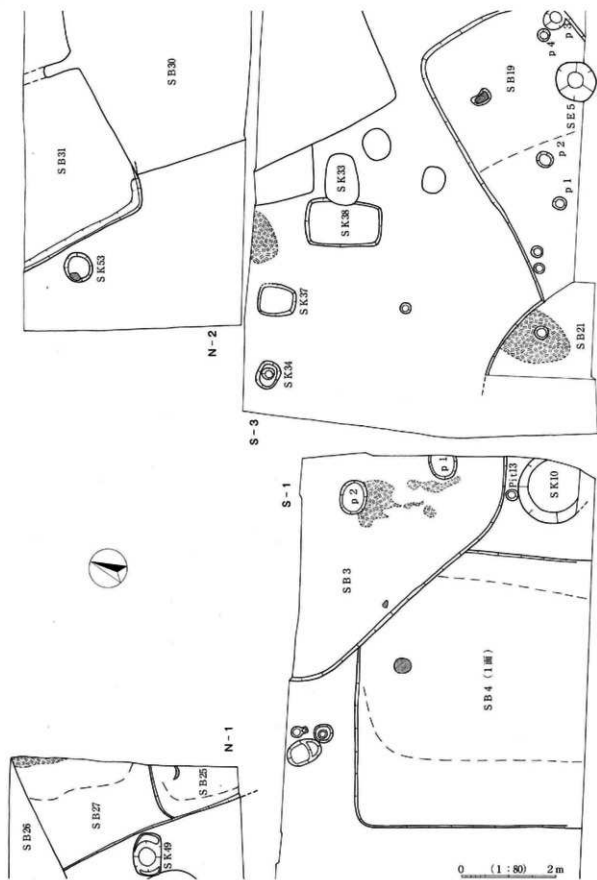 SB30
SB31
SK53
N-2
p3
p4
SB19
SE5
p2
p1
SK33
SK38
SK37
SK34
SB21
S-3
S-1
p1
p2
Pit13
SK10
SB3
SB4 (1面)
N-1
SB25
SB27
SB26
SK49
0 (1:80) 2m